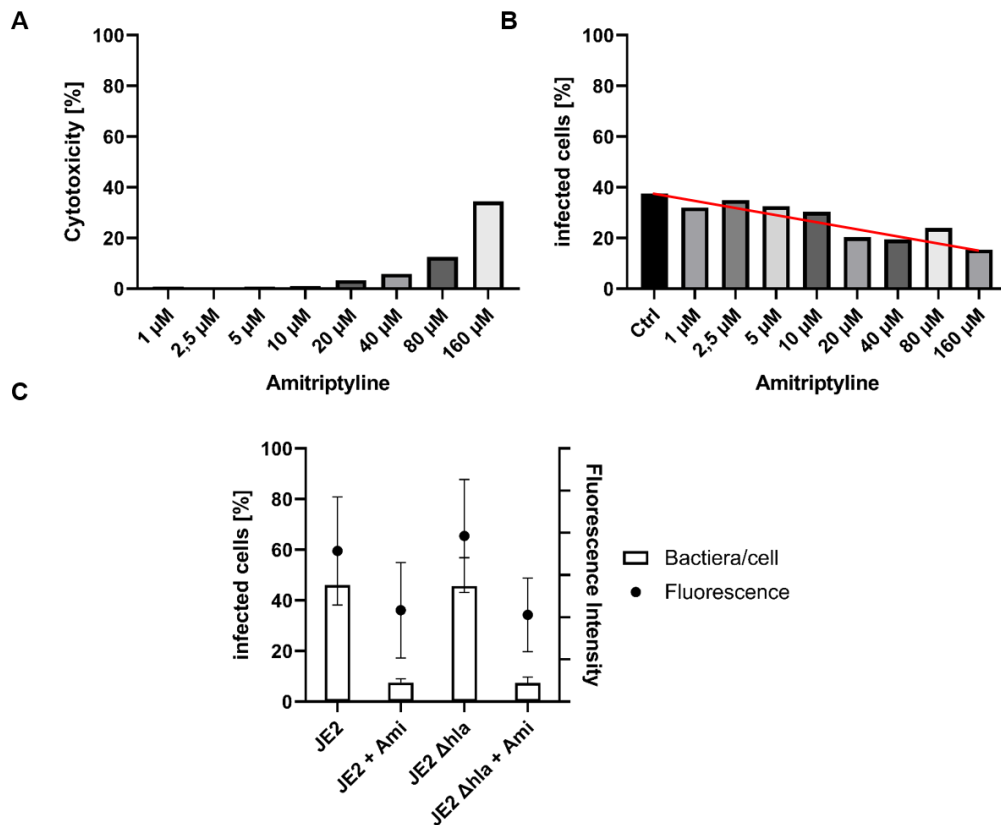 A
Cytotoxicity [%]
100
80
60
40
20
0
1 µM
2,5 µM
5 µM
10 µM
20 µM
40 µM
80 µM
160 µM
Amitriptyline
B
infected cells [%]
100
80
60
40
20
0
Ctrl
1 µM
2,5 µM
5 µM
10 µM
20 µM
40 µM
80 µM
160 µM
Amitriptyline
C
infected cells [%]
100
80
60
40
20
0
JE2
JE2 + Ami
JE2 Δhla
JE2 Δhla + Ami
Fluorescence Intensity
Bactiera/cell
Fluorescence